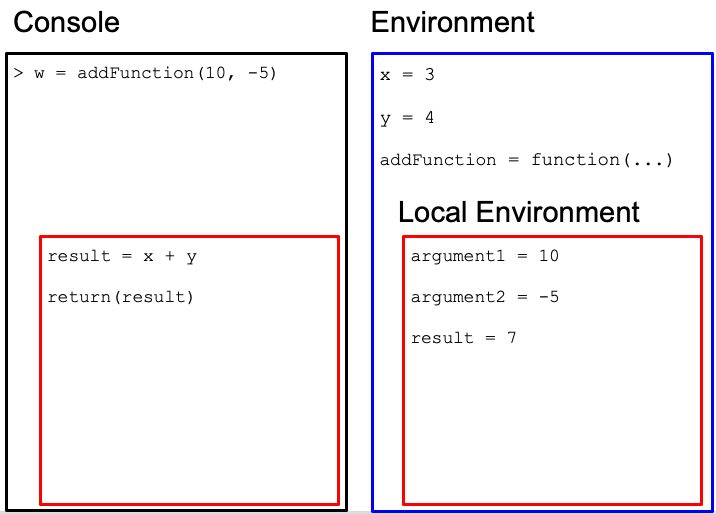 Console
> w = addFunction(10, -5)
result = x + y
return(result)
Environment
x = 3
y = 4
addFunction = function(...)
Local Environment
argument1 = 10
argument2 = -5
result = 7